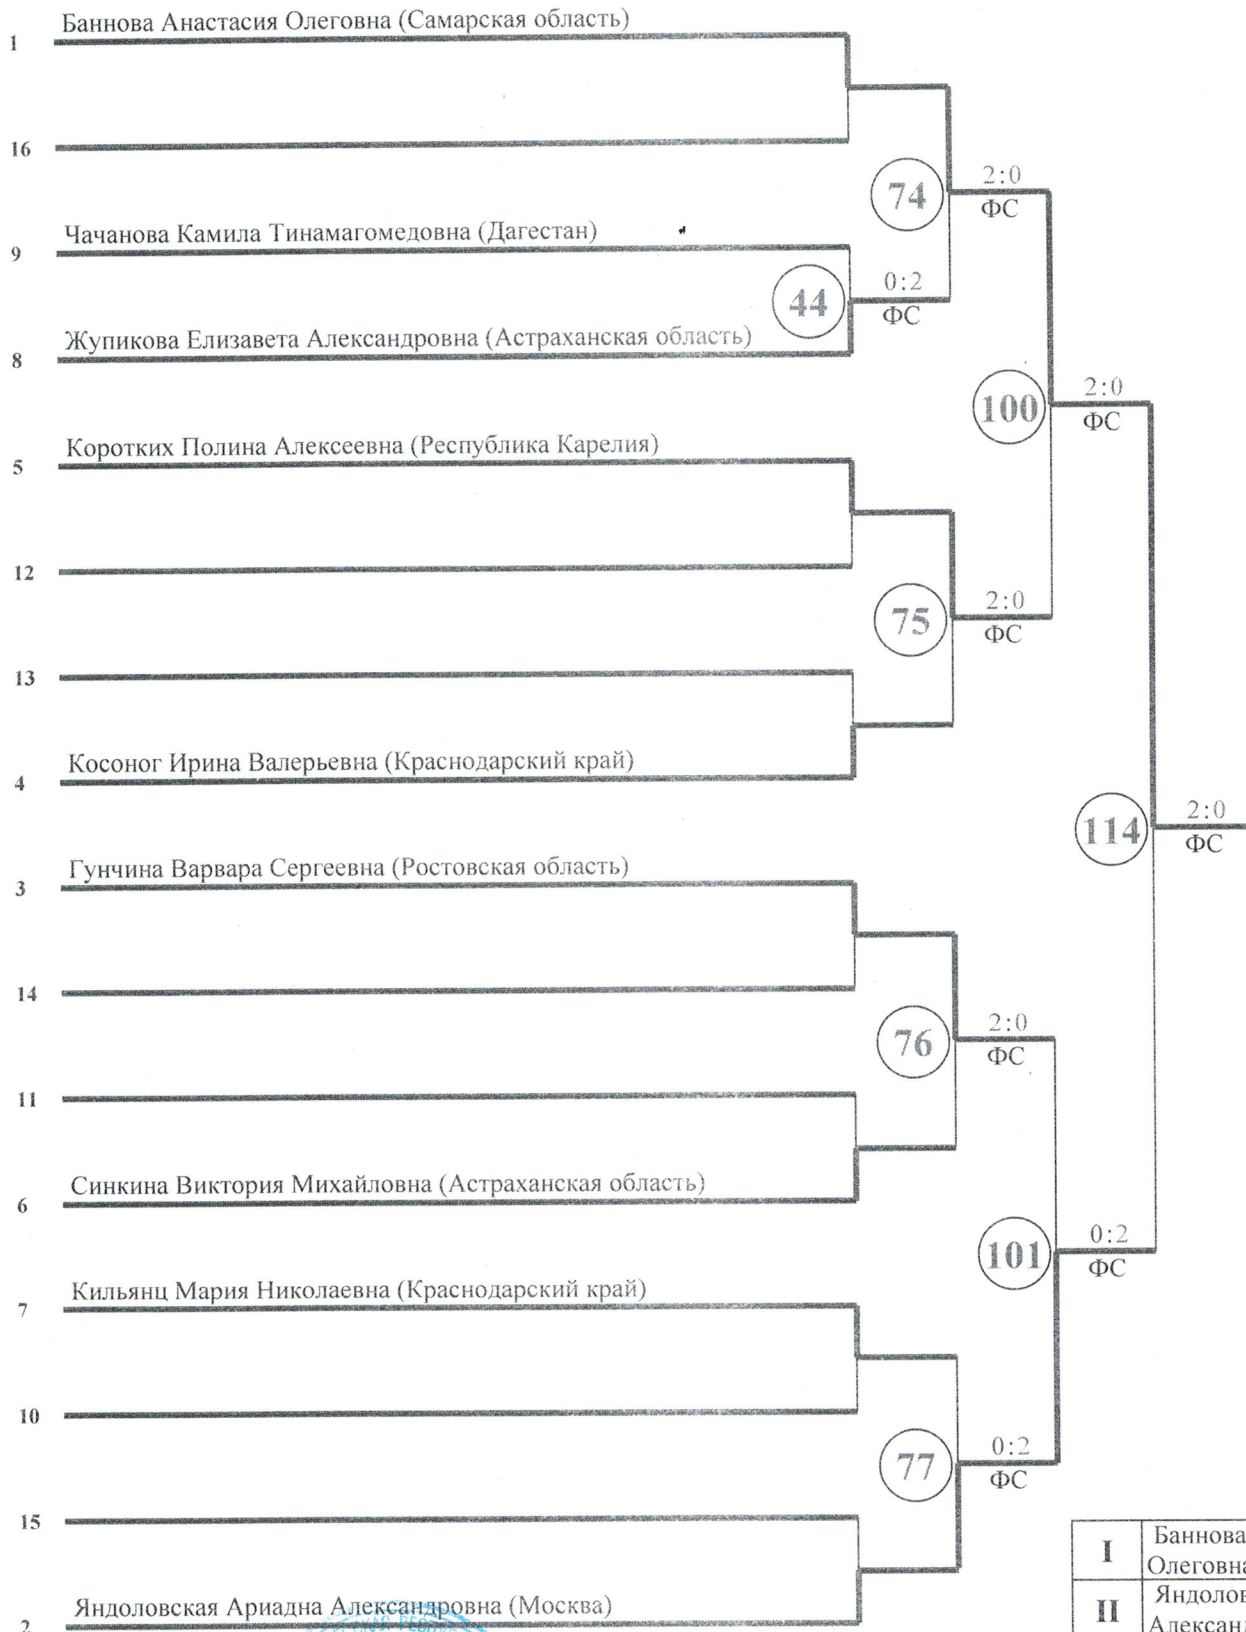 Баннова Анастасия Олеговна (Самарская область)
1
16
74
2:0
ФС
Чачанова Камила Тинамагомедовна (Дагестан)
9
44
0:2
ФС
Жупикова Елизавета Александровна (Астраханская область)
8
100
2:0
ФС
Коротких Полина Алексеевна (Республика Карелия)
5
12
75
2:0
ФС
13
Косоног Ирина Валерьевна (Краснодарский край)
4
114
2:0
ФС
Гунчина Варвара Сергеевна (Ростовская область)
3
14
76
2:0
ФС
11
Синкина Виктория Михайловна (Астраханская область)
6
101
0:2
ФС
Кильянц Мария Николаевна (Краснодарский край)
7
10
77
0:2
ФС
15
I Баннова
Олеговна
Яндоловская Ариадна Александровна (Москва)
2
II Яндолов
Александ